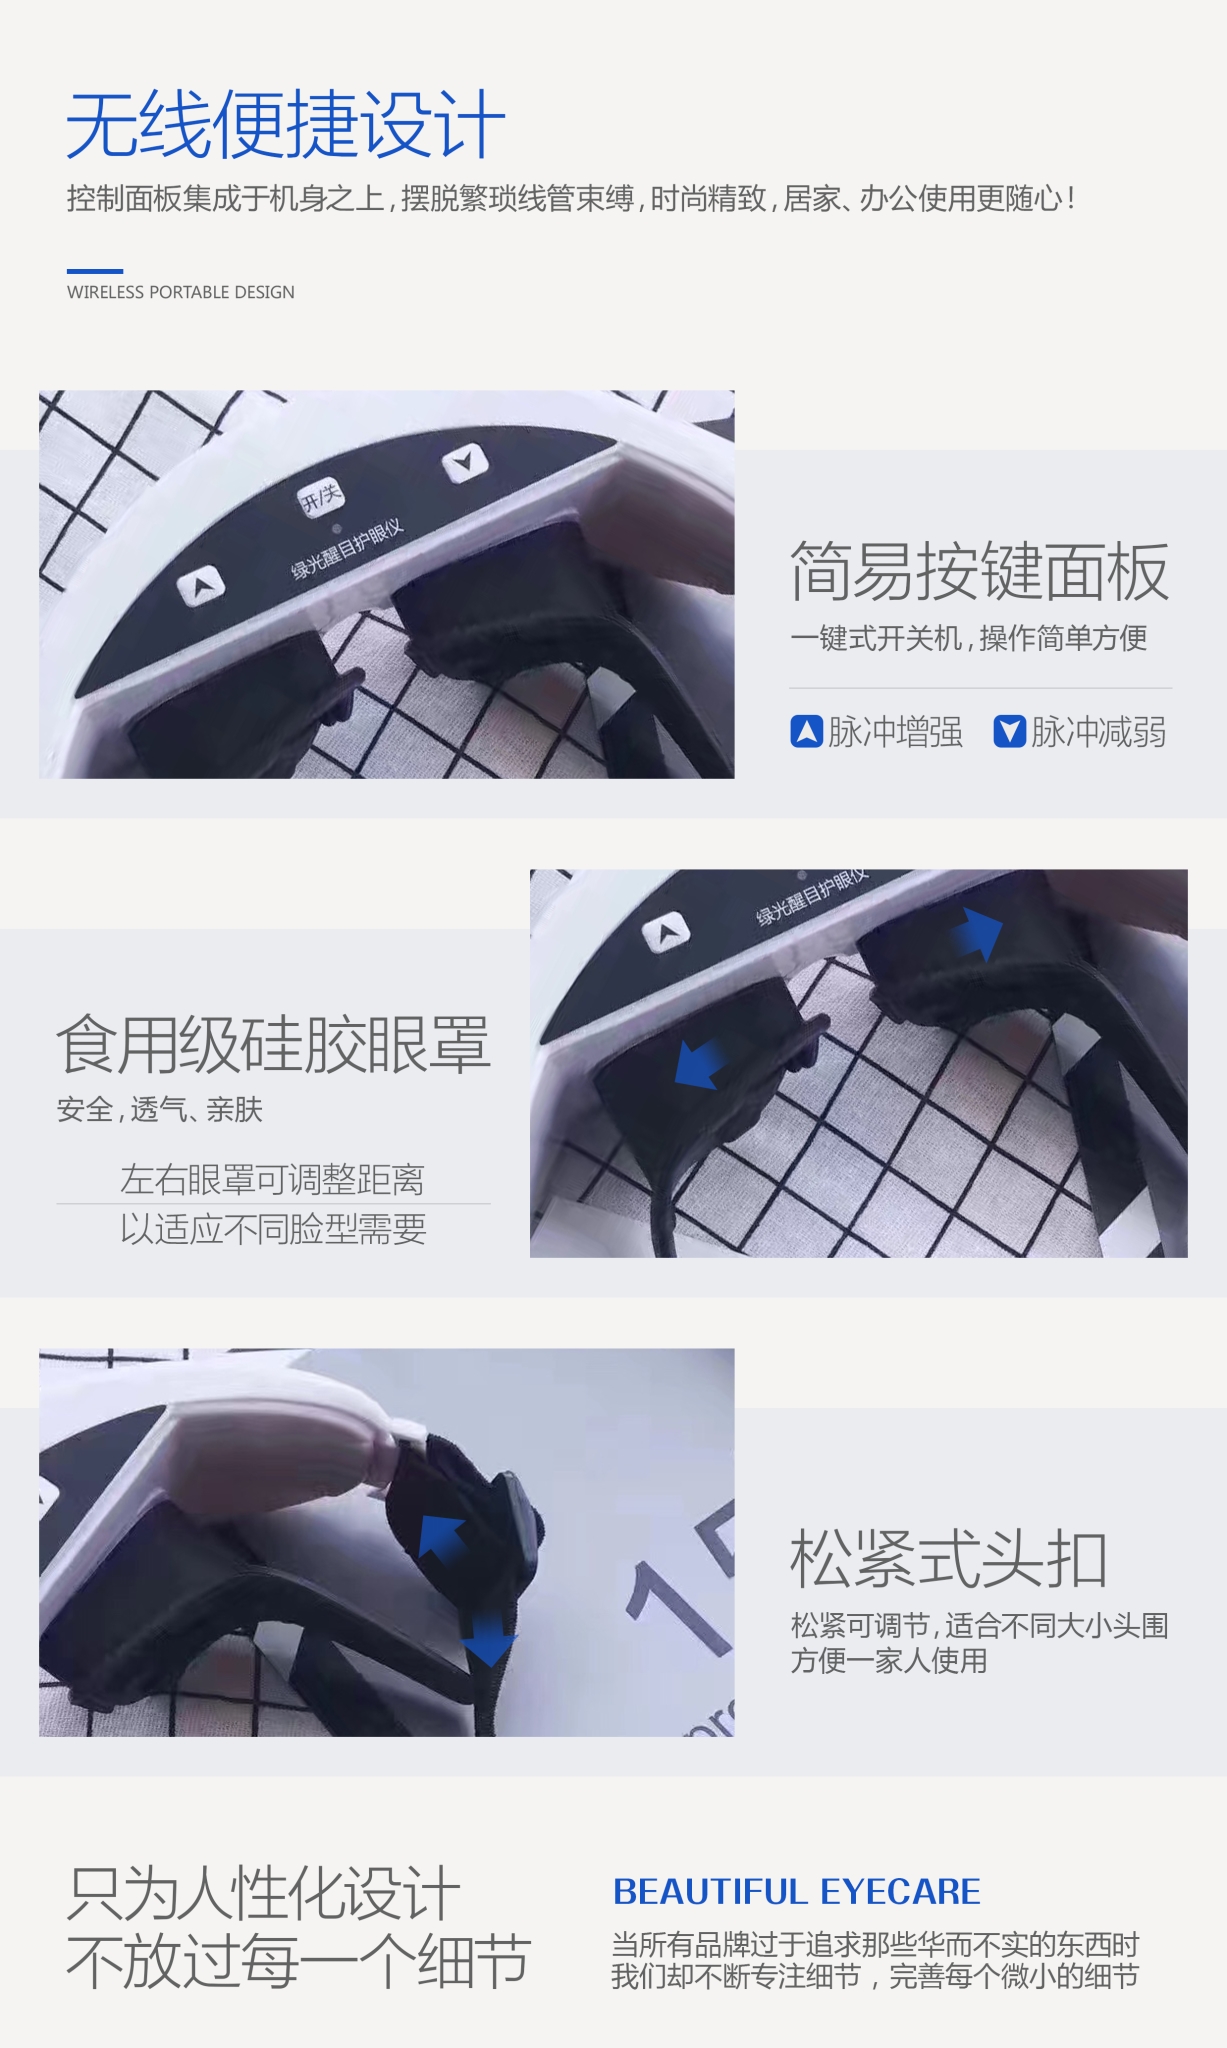 无线便捷设计
控制面板集成于机身之上,摆脱繁琐线管束缚,时尚精致,居家、办公使用更随心!
WIRELESS PORTABLE DESIGN
开/关
绿光醒目护眼仪
简易按键面板
一键式开关机,操作简单方便
脉冲增强 脉冲减弱
绿光醒目护眼仪
食用级硅胶眼罩
安全,透气、亲肤
左右眼罩可调整距离
以适应不同脸型需要
松紧式头扣
松紧可调节,适合不同大小头围
方便一家人使用
只为人性化设计
不放过每一个细节
BEAUTIFUL EYECARE
当所有品牌过于追求那些华而不实的东西时
我们却不断专注细节,完善每个微小的细节